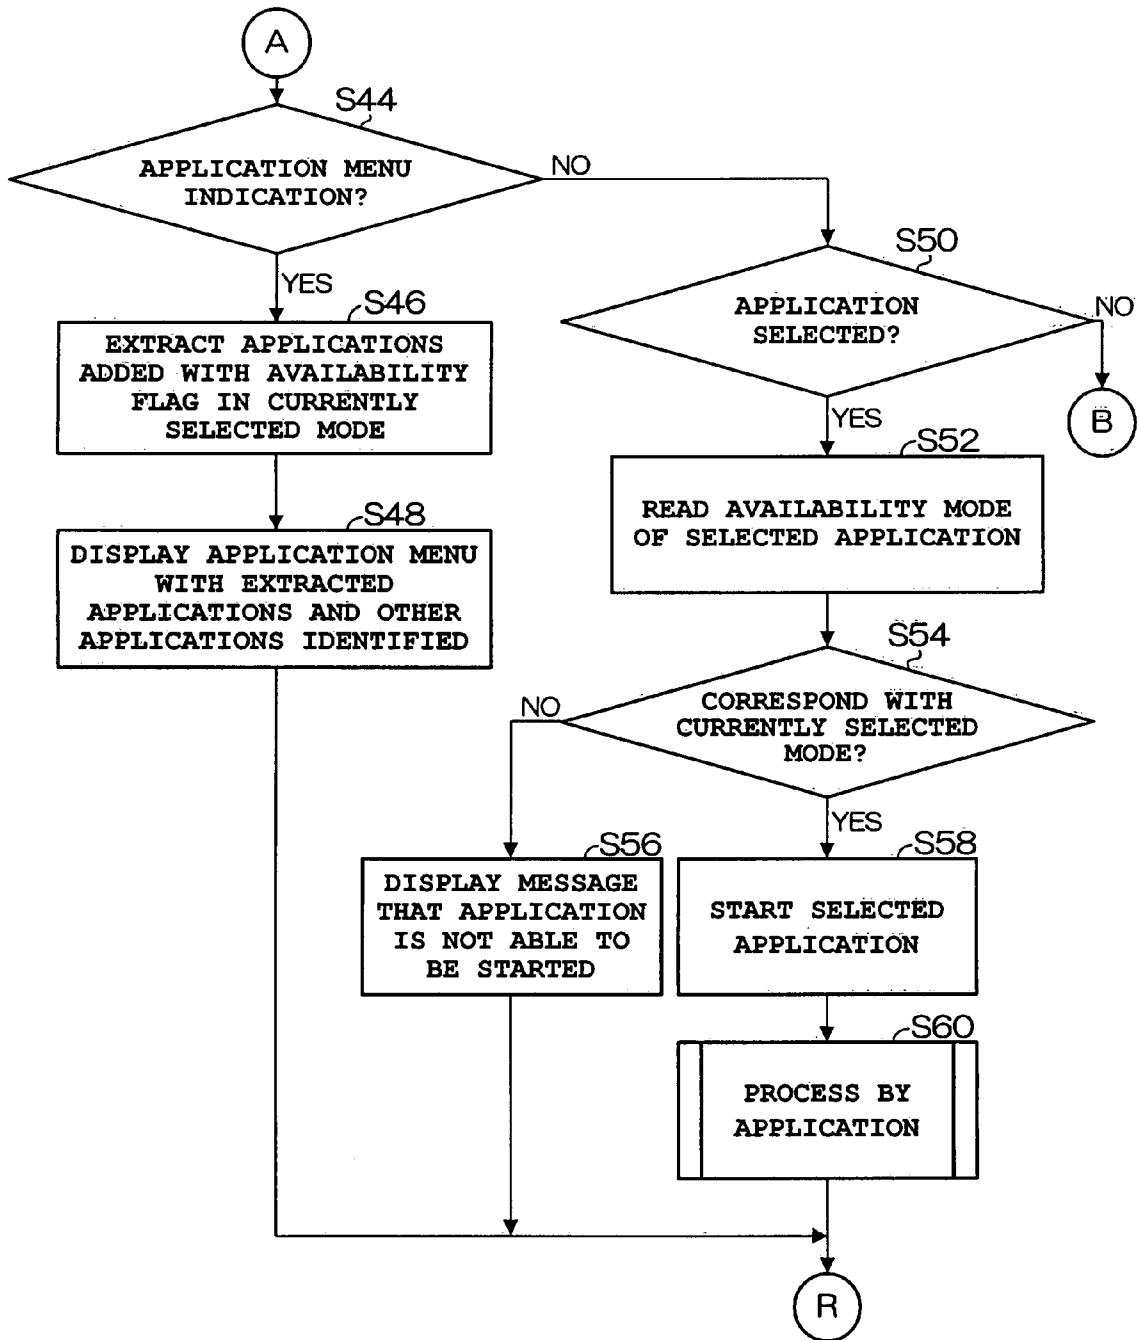 A
S44
APPLICATION MENU
INDICATION?
NO
YES
S46
EXTRACT APPLICATIONS
ADDED WITH AVAILABILITY
FLAG IN CURRENTLY
SELECTED MODE
S48
DISPLAY APPLICATION MENU
WITH EXTRACTED
APPLICATIONS AND OTHER
APPLICATIONS IDENTIFIED
S50
APPLICATION
SELECTED?
NO
B
YES
S52
READ AVAILABILITY MODE
OF SELECTED APPLICATION
S54
CORRESPOND WITH
CURRENTLY SELECTED
MODE?
NO
YES
S56
DISPLAY MESSAGE
THAT APPLICATION
IS NOT ABLE TO
BE STARTED
S58
START SELECTED
APPLICATION
S60
PROCESS BY
APPLICATION
R